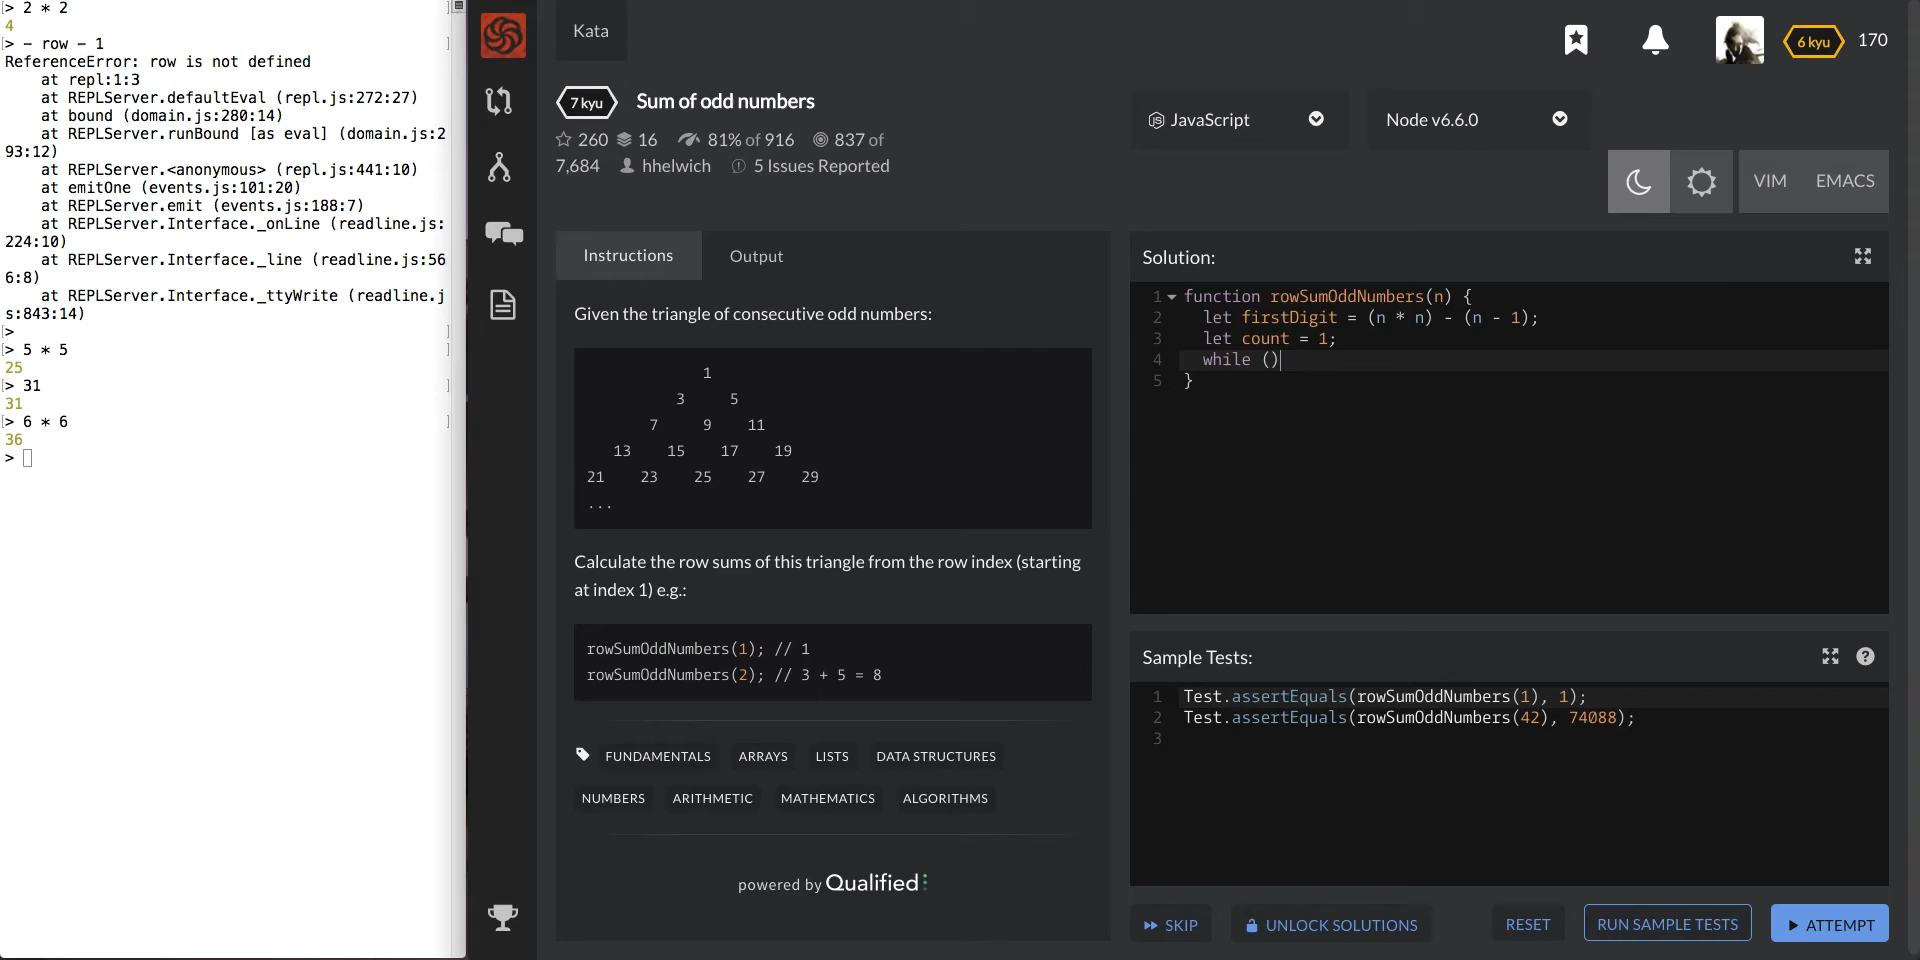 > 2 * 2
4
> - row - 1
ReferenceError: row is not defined
at repl:1:3
at REPLServer.defaultEval (repl.js:272:27)
at bound (domain.js:280:14)
at REPLServer.runBound [as eval] (domain.js:2
93:12)
at REPLServer.<anonymous> (repl.js:441:10)
at emitOne (events.js:101:20)
at REPLServer.emit (events.js:188:7)
at REPLServer.Interface._onLine (readline.js:
224:10)
at REPLServer.Interface._line (readline.js:56
6:8)
at REPLServer.Interface._ttyWrite (readline.j
s:843:14)
>
> 5 * 5
25
> 31
31
> 6 * 6
36
>
Kata
6 kyu 170
7 kyu Sum of odd numbers
260 16 81% of 916 837 of
7,684 hhelwich 5 Issues Reported
JavaScript
Node v6.6.0
VIM EMACS
Instructions Output
Given the triangle of consecutive odd numbers:
1
3 5
7 9 11
13 15 17 19
21 23 25 27 29
...
Calculate the row sums of this triangle from the row index (starting
at index 1) e.g.:
rowSumOddNumbers(1); // 1
rowSumOddNumbers(2); // 3 + 5 = 8
FUNDAMENTALS ARRAYS LISTS DATA STRUCTURES
NUMBERS ARITHMETIC MATHEMATICS ALGORITHMS
powered by Qualified
Solution:
1 function rowSumOddNumbers(n) {
2 let firstDigit = (n * n) - (n - 1);
3 let count = 1;
4 while ()
5 }
Sample Tests:
1 Test.assertEquals(rowSumOddNumbers(1), 1);
2 Test.assertEquals(rowSumOddNumbers(42), 74088);
3
SKIP UNLOCK SOLUTIONS RESET RUN SAMPLE TESTS ATTEMPT